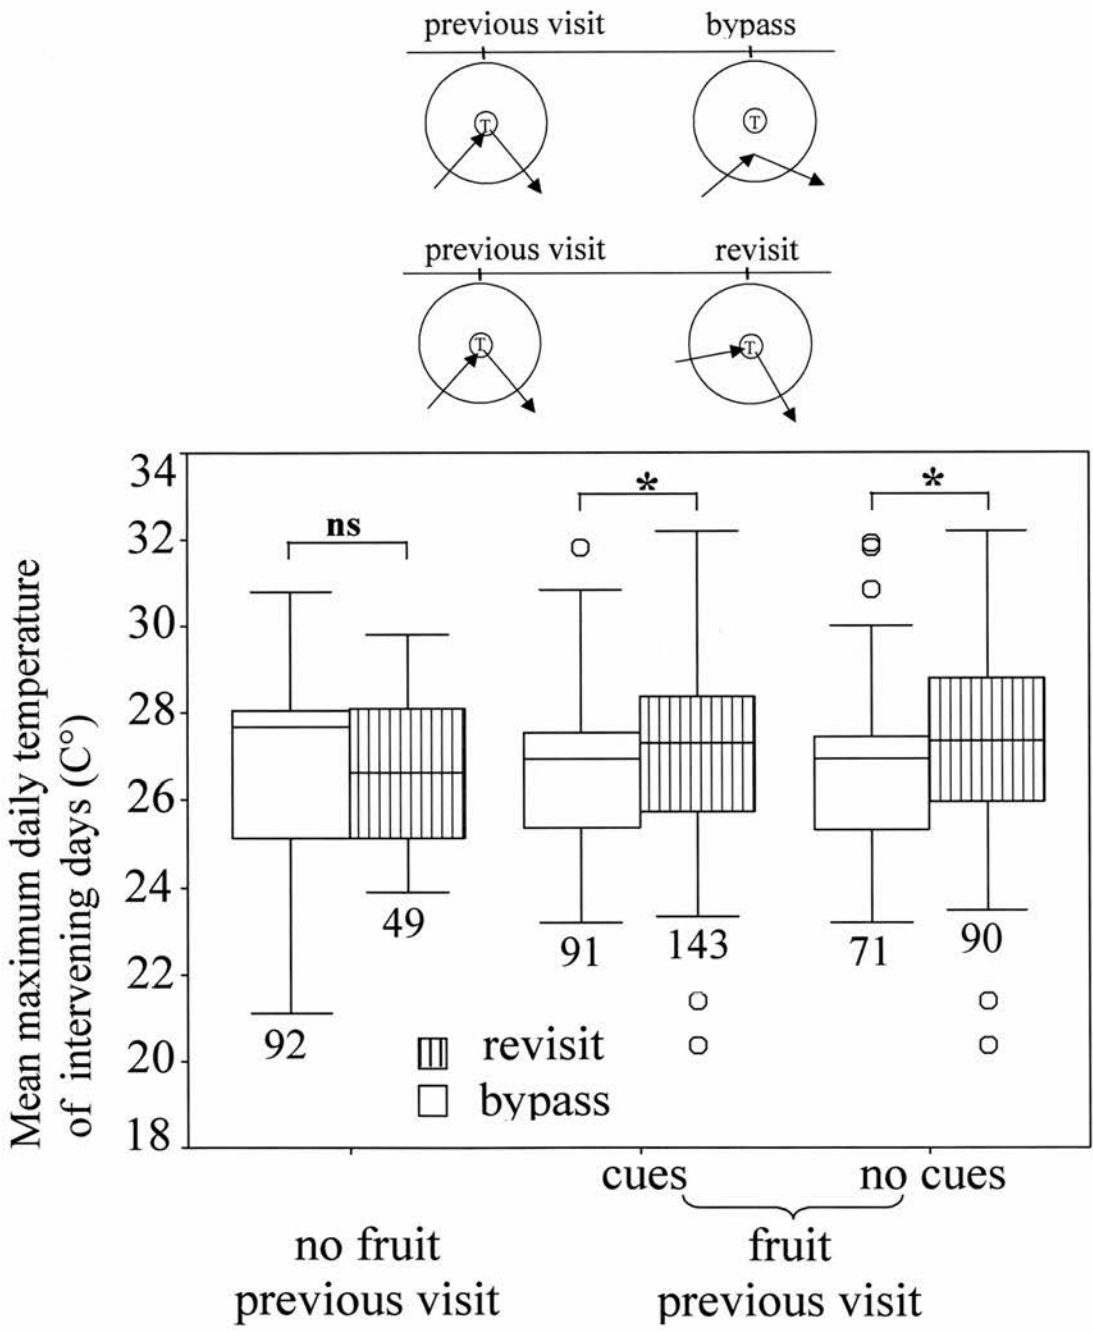 previous visit bypass
T T
previous visit revisit
T T
Mean maximum daily temperature
of intervening days (C°)
34
32
30
28
26
24
22
20
18
ns * *
92 49 91 143 71 90
revisit
bypass
cues no cues
no fruit fruit
previous visit previous visit